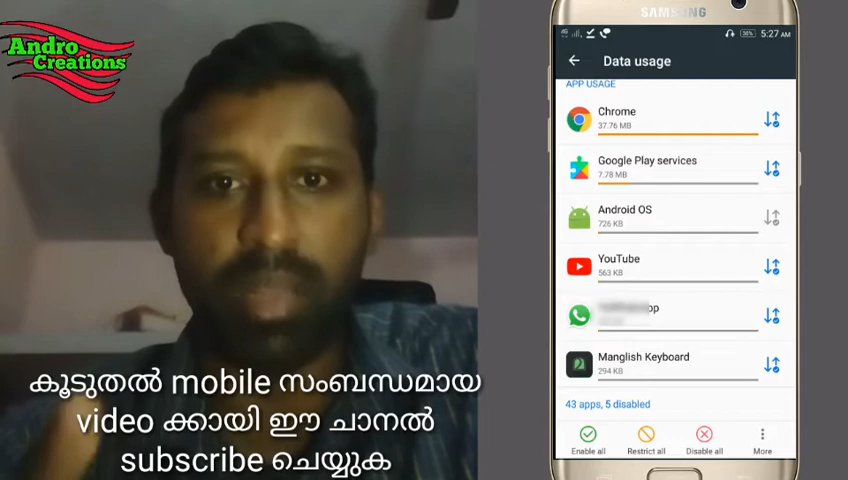 Andro
Creations
കൂടുതൽ mobile സംബന്ധമായ
video ക്കായി ഈ ചാനൽ
subscribe ചെയ്യുക
SAMSUNG
36%
5:27 AM
Data usage
APP USAGE
Chrome
37.76 MB
Google Play services
7.78 MB
Android OS
726 KB
YouTube
563 KB
Manglish Keyboard
294 KB
43 apps, 5 disabled
Enable all
Restrict all
Disable all
More